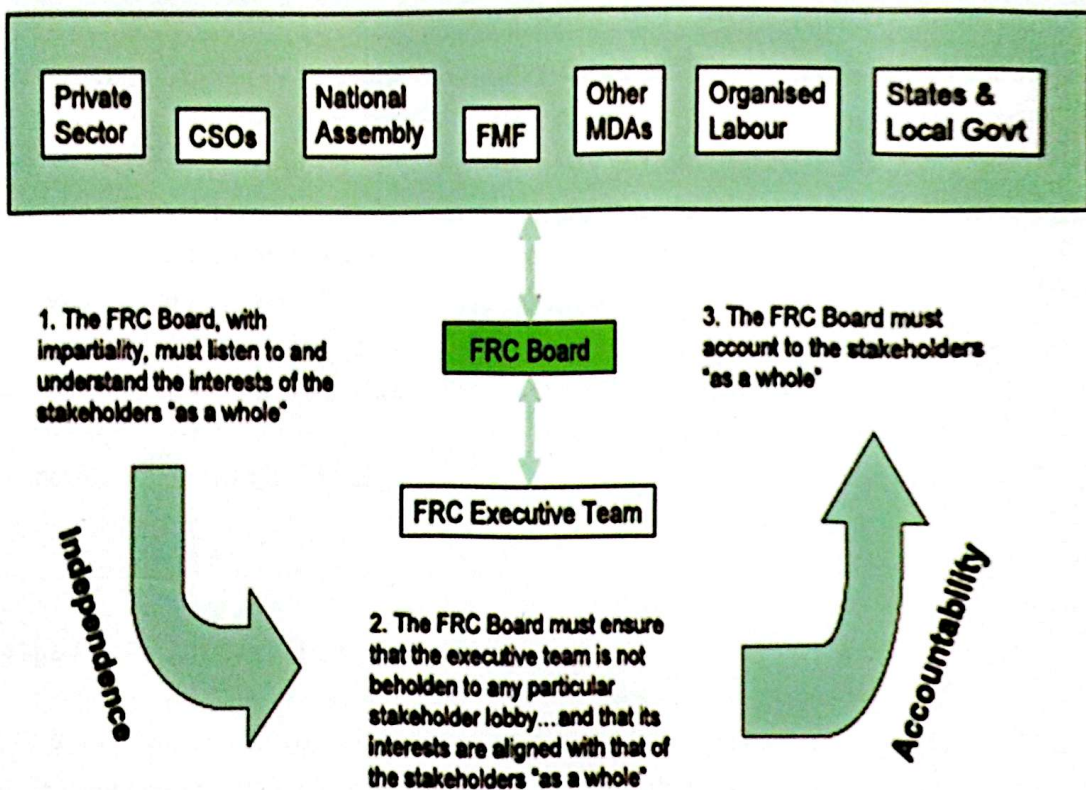 Private
Sector
CSOs
National
Assembly
FMF
Other
MDAs
Organised
Labour
States &
Local Govt
1. The FRC Board, with
impartiality, must listen to and
understand the interests of the
stakeholders "as a whole"
FRC Board
3. The FRC Board must
account to the stakeholders
"as a whole"
FRC Executive Team
Independence
2. The FRC Board must ensure
that the executive team is not
beholden to any particular
stakeholder lobby...and that its
interests are aligned with that of
the stakeholders "as a whole"
Accountability